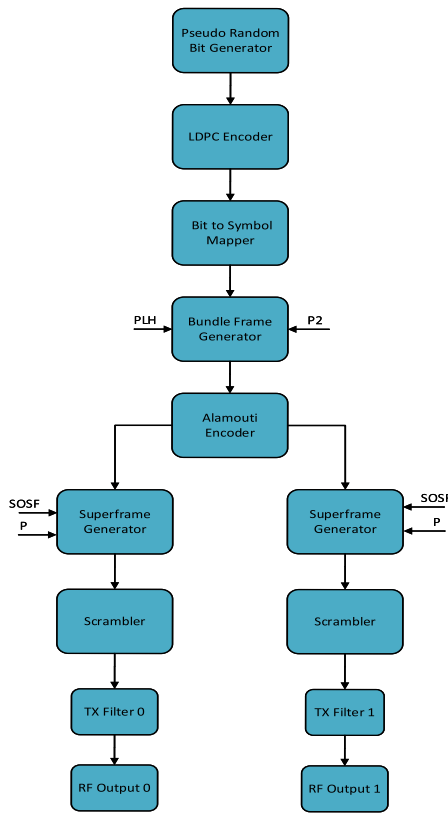 Pseudo Random
Bit Generator
LDPC Encoder
Bit to Symbol
Mapper
PLH
Bundle Frame
Generator
P2
Alamouti
Encoder
SOSF
P
Superframe
Generator
Superframe
Generator
SOSF
P
Scrambler
Scrambler
TX Filter 0
TX Filter 1
RF Output 0
RF Output 1